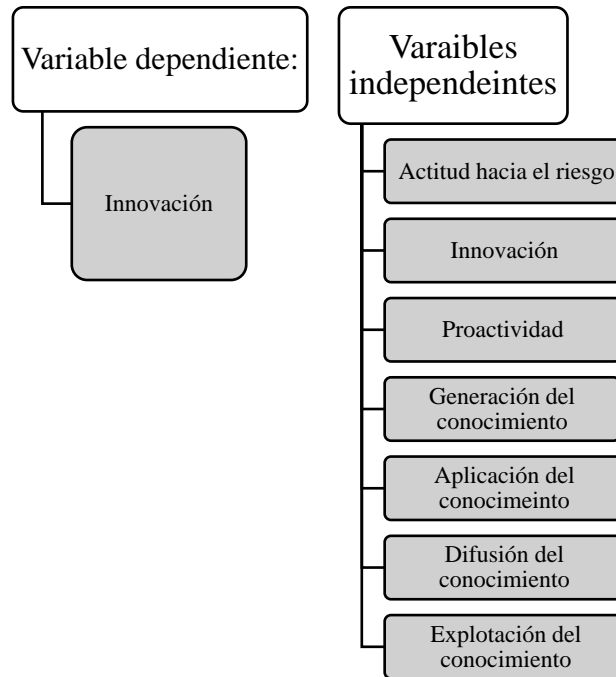 Variable dependiente:
Innovación
Varaibles
independeintes
Actitud hacia el riesgo
Innovación
Proactividad
Generación del
conocimiento
Aplicación del
conocimeinto
Difusión del
conocimiento
Explotación del
conocimiento